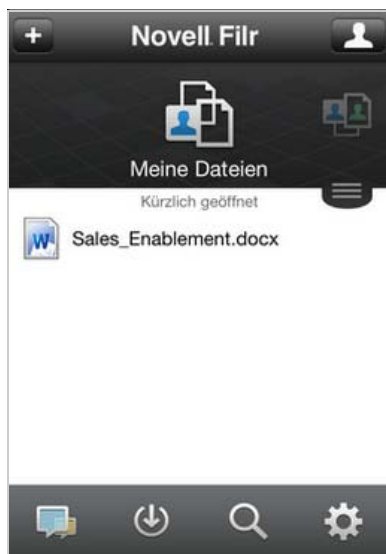 Novell Filr
Meine Dateien
Kürzlich geöffnet
Sales_Enablement.docx